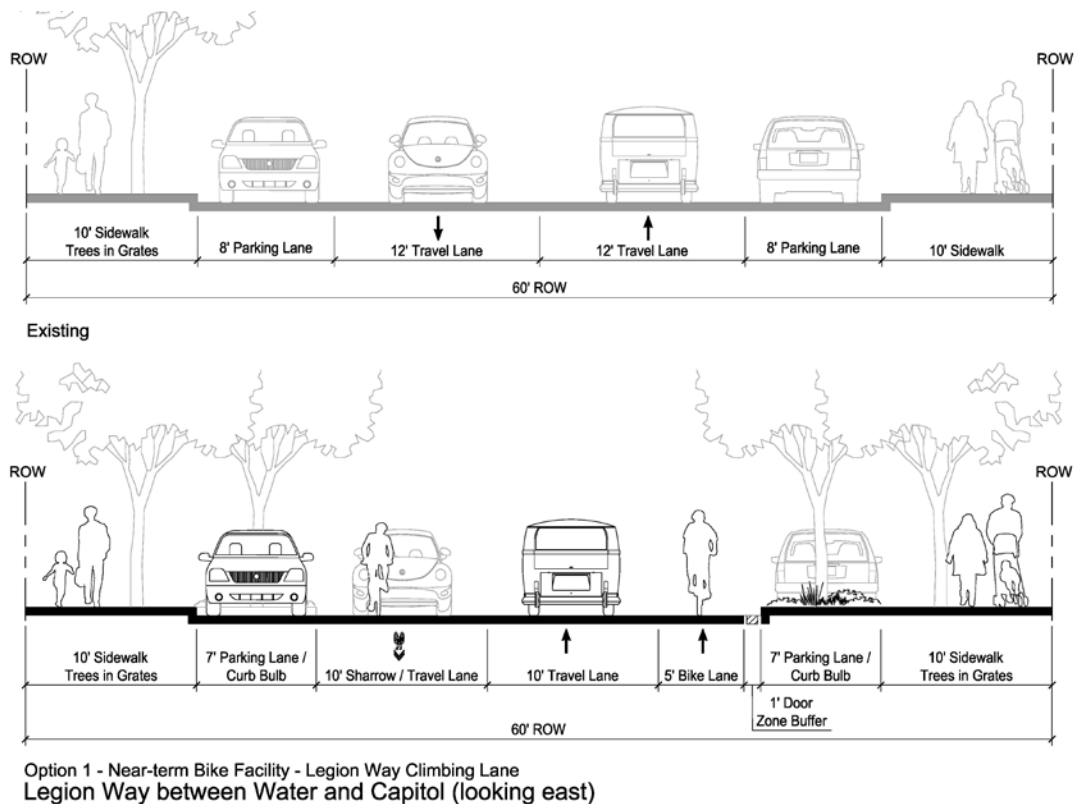 ROW
ROW
10' Sidewalk
Trees in Grates
8' Parking Lane
12' Travel Lane
12' Travel Lane
8' Parking Lane
10' Sidewalk
60' ROW
Existing
ROW
ROW
10' Sidewalk
Trees in Grates
7' Parking Lane /
Curb Bulb
10' Sharrow / Travel Lane
10' Travel Lane
5' Bike Lane
1' Door
Zone Buffer
7' Parking Lane /
Curb Bulb
10' Sidewalk
Trees in Grates
60' ROW
Option 1 - Near-term Bike Facility - Legion Way Climbing Lane
Legion Way between Water and Capitol (looking east)